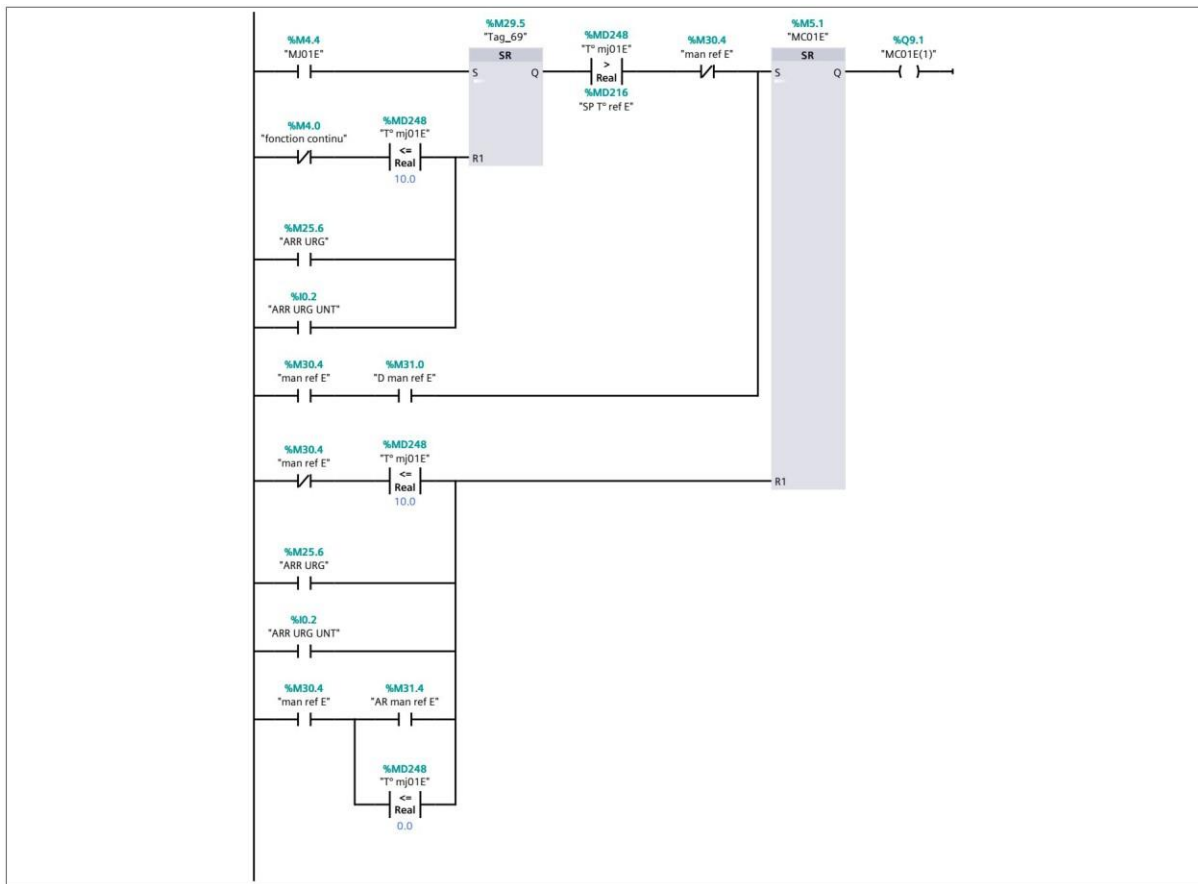 %M4.4
"MJ01E"
%M29.5
"Tag_69"
SR
S
Q
%MD248
"T° mj01E"
>
Real
%MD216
"SP T° ref E"
%M30.4
"man ref E"
%M5.1
"MC01E"
SR
S
Q
%Q9.1
"MC01E(1)"
%M4.0
"fonction continu"
%MD248
"T° mj01E"
<=
Real
10.0
R1
%M25.6
"ARR URG"
%I0.2
"ARR URG UNT"
%M30.4
"man ref E"
%M31.0
"D man ref E"
%M30.4
"man ref E"
%MD248
"T° mj01E"
<=
Real
10.0
R1
%M25.6
"ARR URG"
%I0.2
"ARR URG UNT"
%M30.4
"man ref E"
%M31.4
"AR man ref E"
%MD248
"T° mj01E"
<=
Real
0.0